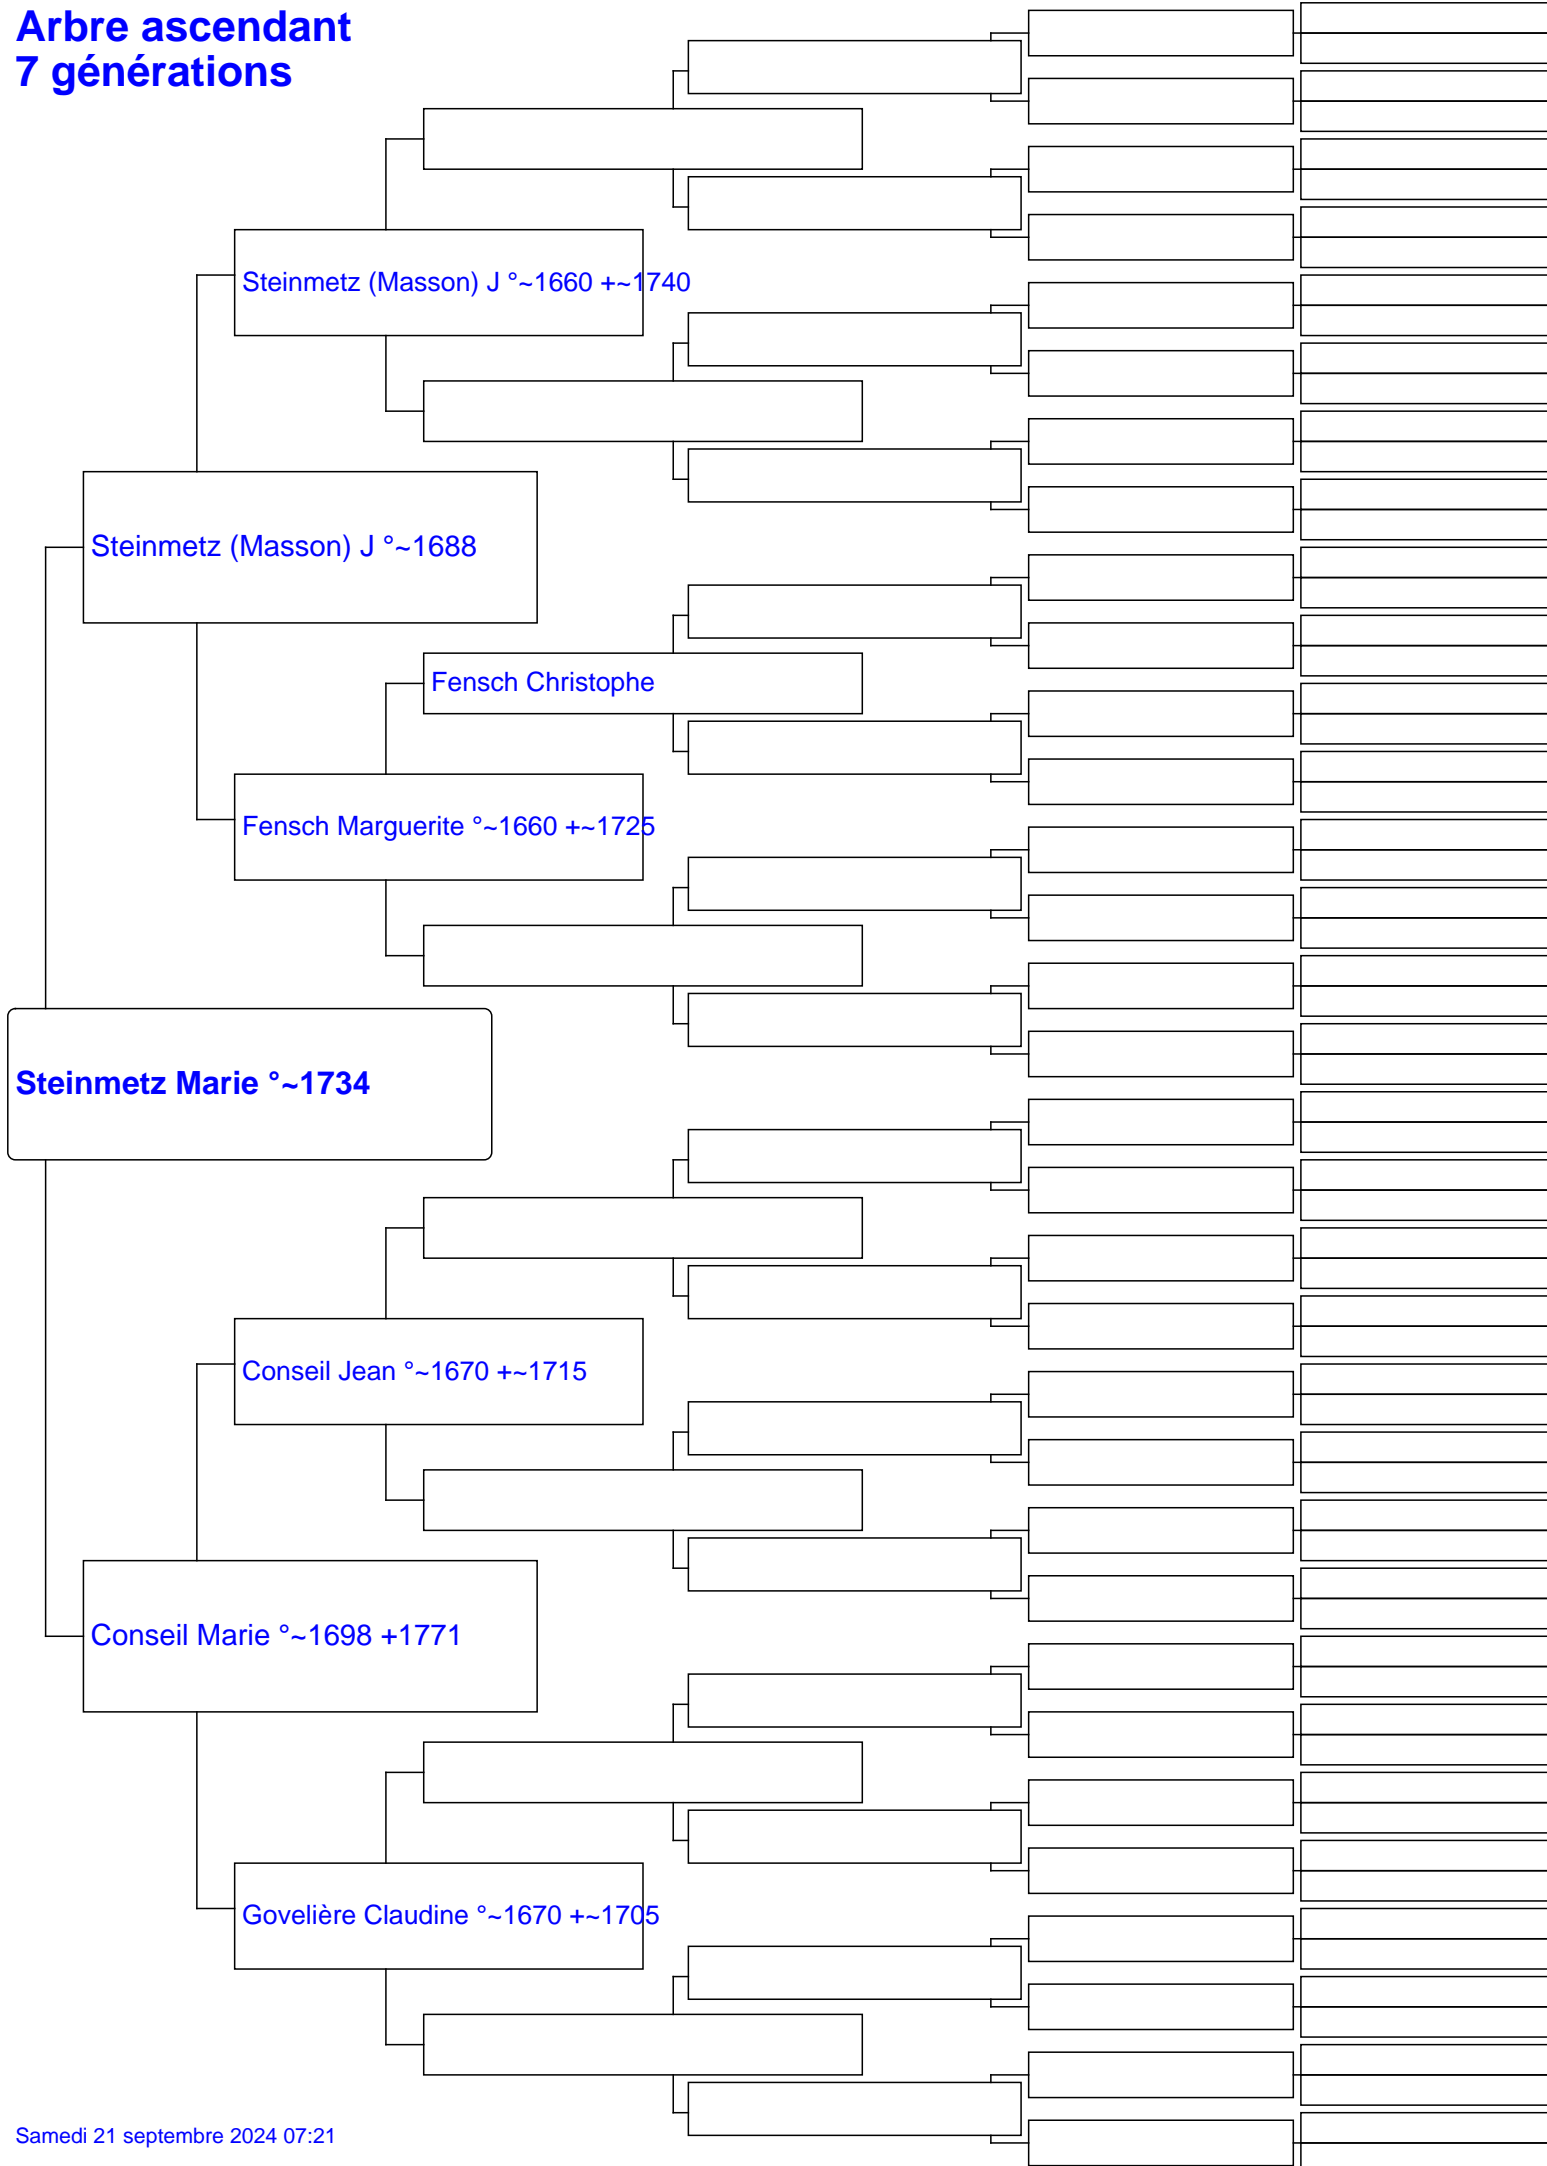 Arbre ascendant
7 générations
Steinmetz (Masson) J °~1660 +~1740
Steinmetz (Masson) J °~1688
Fensch Christophe
Fensch Marguerite °~1660 +~1725
Steinmetz Marie °~1734
Conseil Jean °~1670 +~1715
Conseil Marie °~1698 +1771
Govelière Claudine °~1670 +~1705
Samedi 21 septembre 2024 07:21